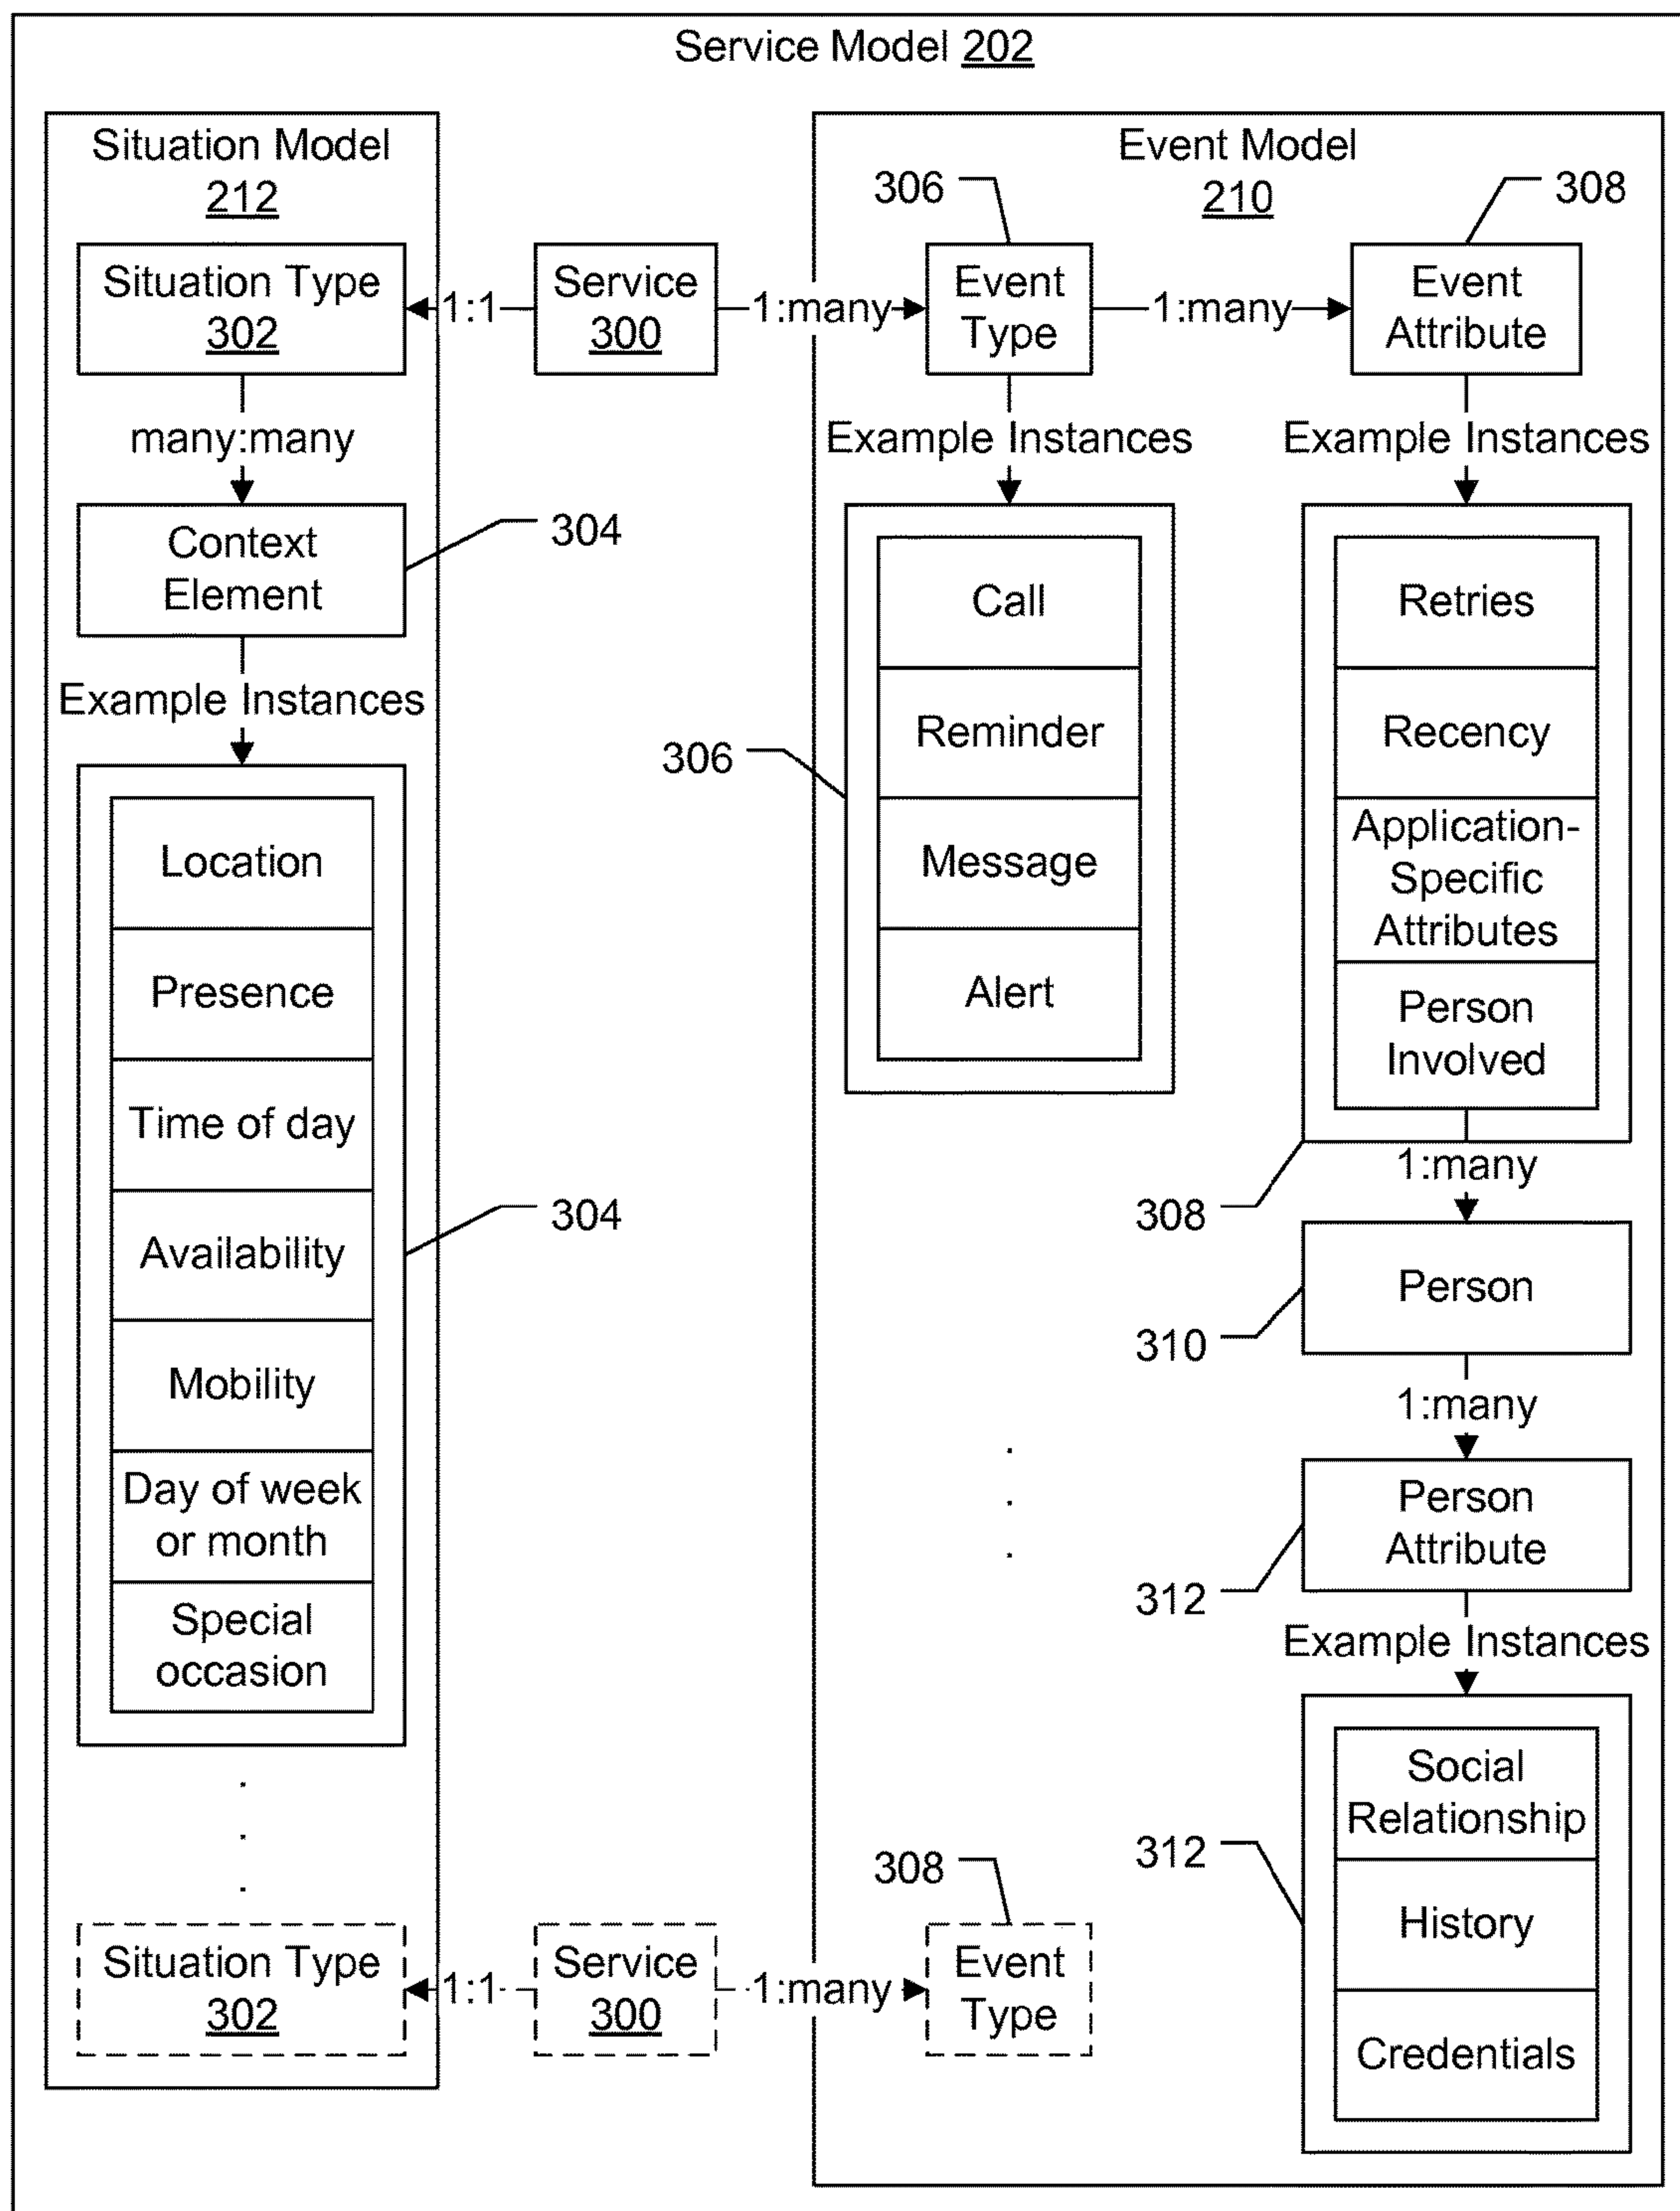 Service Model 202
Situation Model
212
Event Model
210
306
308
Situation Type
302
1:1
Service
300
1:many
Event
Type
1:many
Event
Attribute
many:many
Example Instances
Example Instances
Context
Element
304
Example Instances
Location
Presence
Time of day
Availability
Mobility
Day of week
or month
Special
occasion
304
306
Call
Reminder
Message
Alert
Retries
Recency
Application-
Specific
Attributes
Person
Involved
308
1:many
310
Person
1:many
312
Person
Attribute
Example Instances
312
Social
Relationship
History
Credentials
308
Situation Type
302
1:1
Service
300
1:many
Event
Type